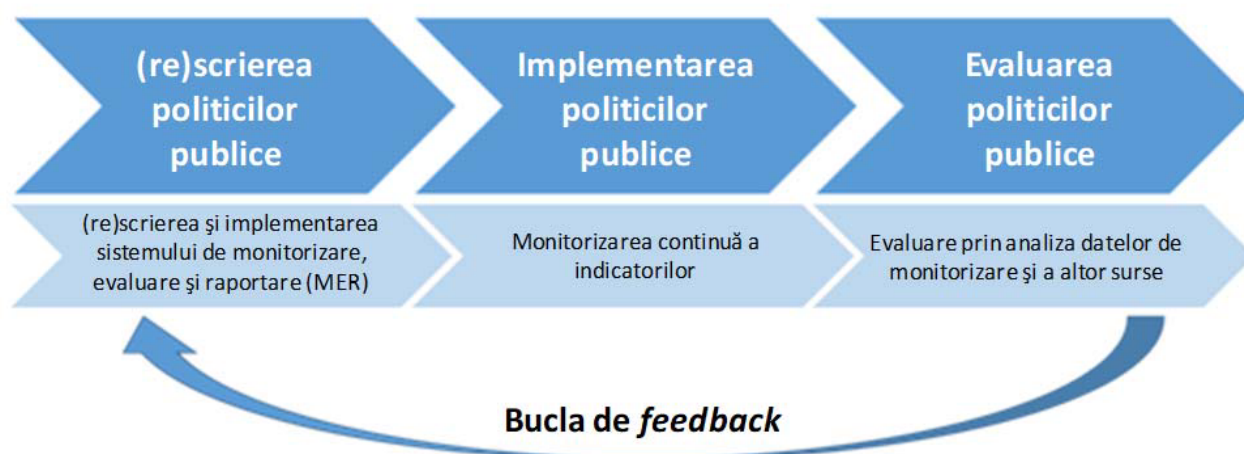 (re)scrierea
politicilor
publice
Implementarea
politicilor
publice
Evaluarea
politicilor
publice
(re)scrierea şi implementarea
sistemului de monitorizare,
evaluare şi raportare (MER)
Monitorizarea continuă a
indicatorilor
Evaluare prin analiza datelor de
monitorizare şi a altor surse
Bucla de feedback